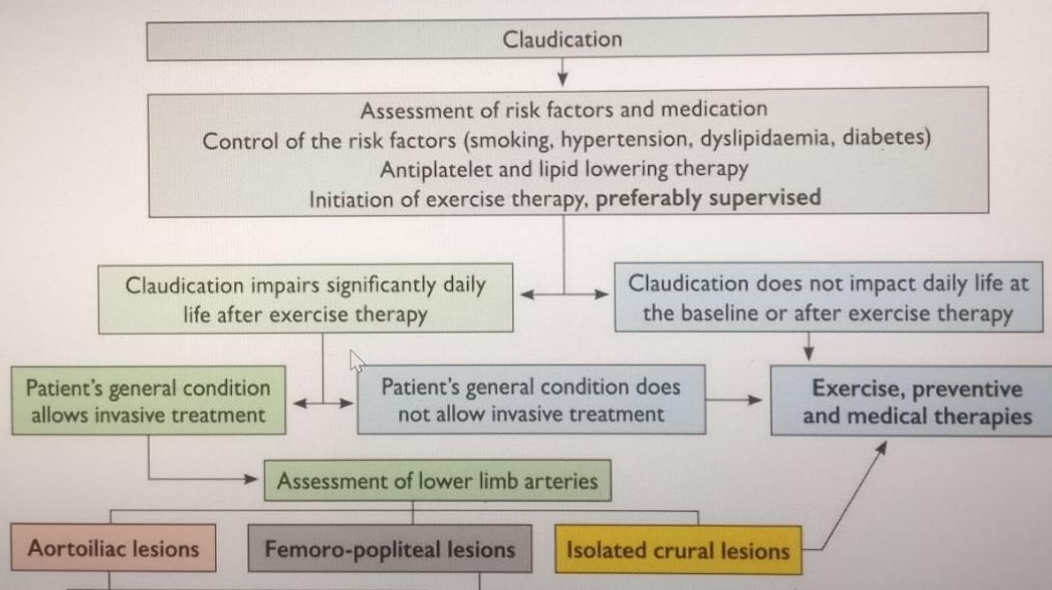 Claudication
Assessment of risk factors and medication
Control of the risk factors (smoking, hypertension, dyslipidaemia, diabetes)
Antiplatelet and lipid lowering therapy
Initiation of exercise therapy, preferably supervised
Claudication impairs significantly daily
life after exercise therapy
Claudication does not impact daily life at
the baseline or after exercise therapy
Patient's general condition
allows invasive treatment
Patient's general condition does
not allow invasive treatment
Exercise, preventive
and medical therapies
Assessment of lower limb arteries
Aortoiliac lesions
Femoro-popliteal lesions
Isolated crural lesions